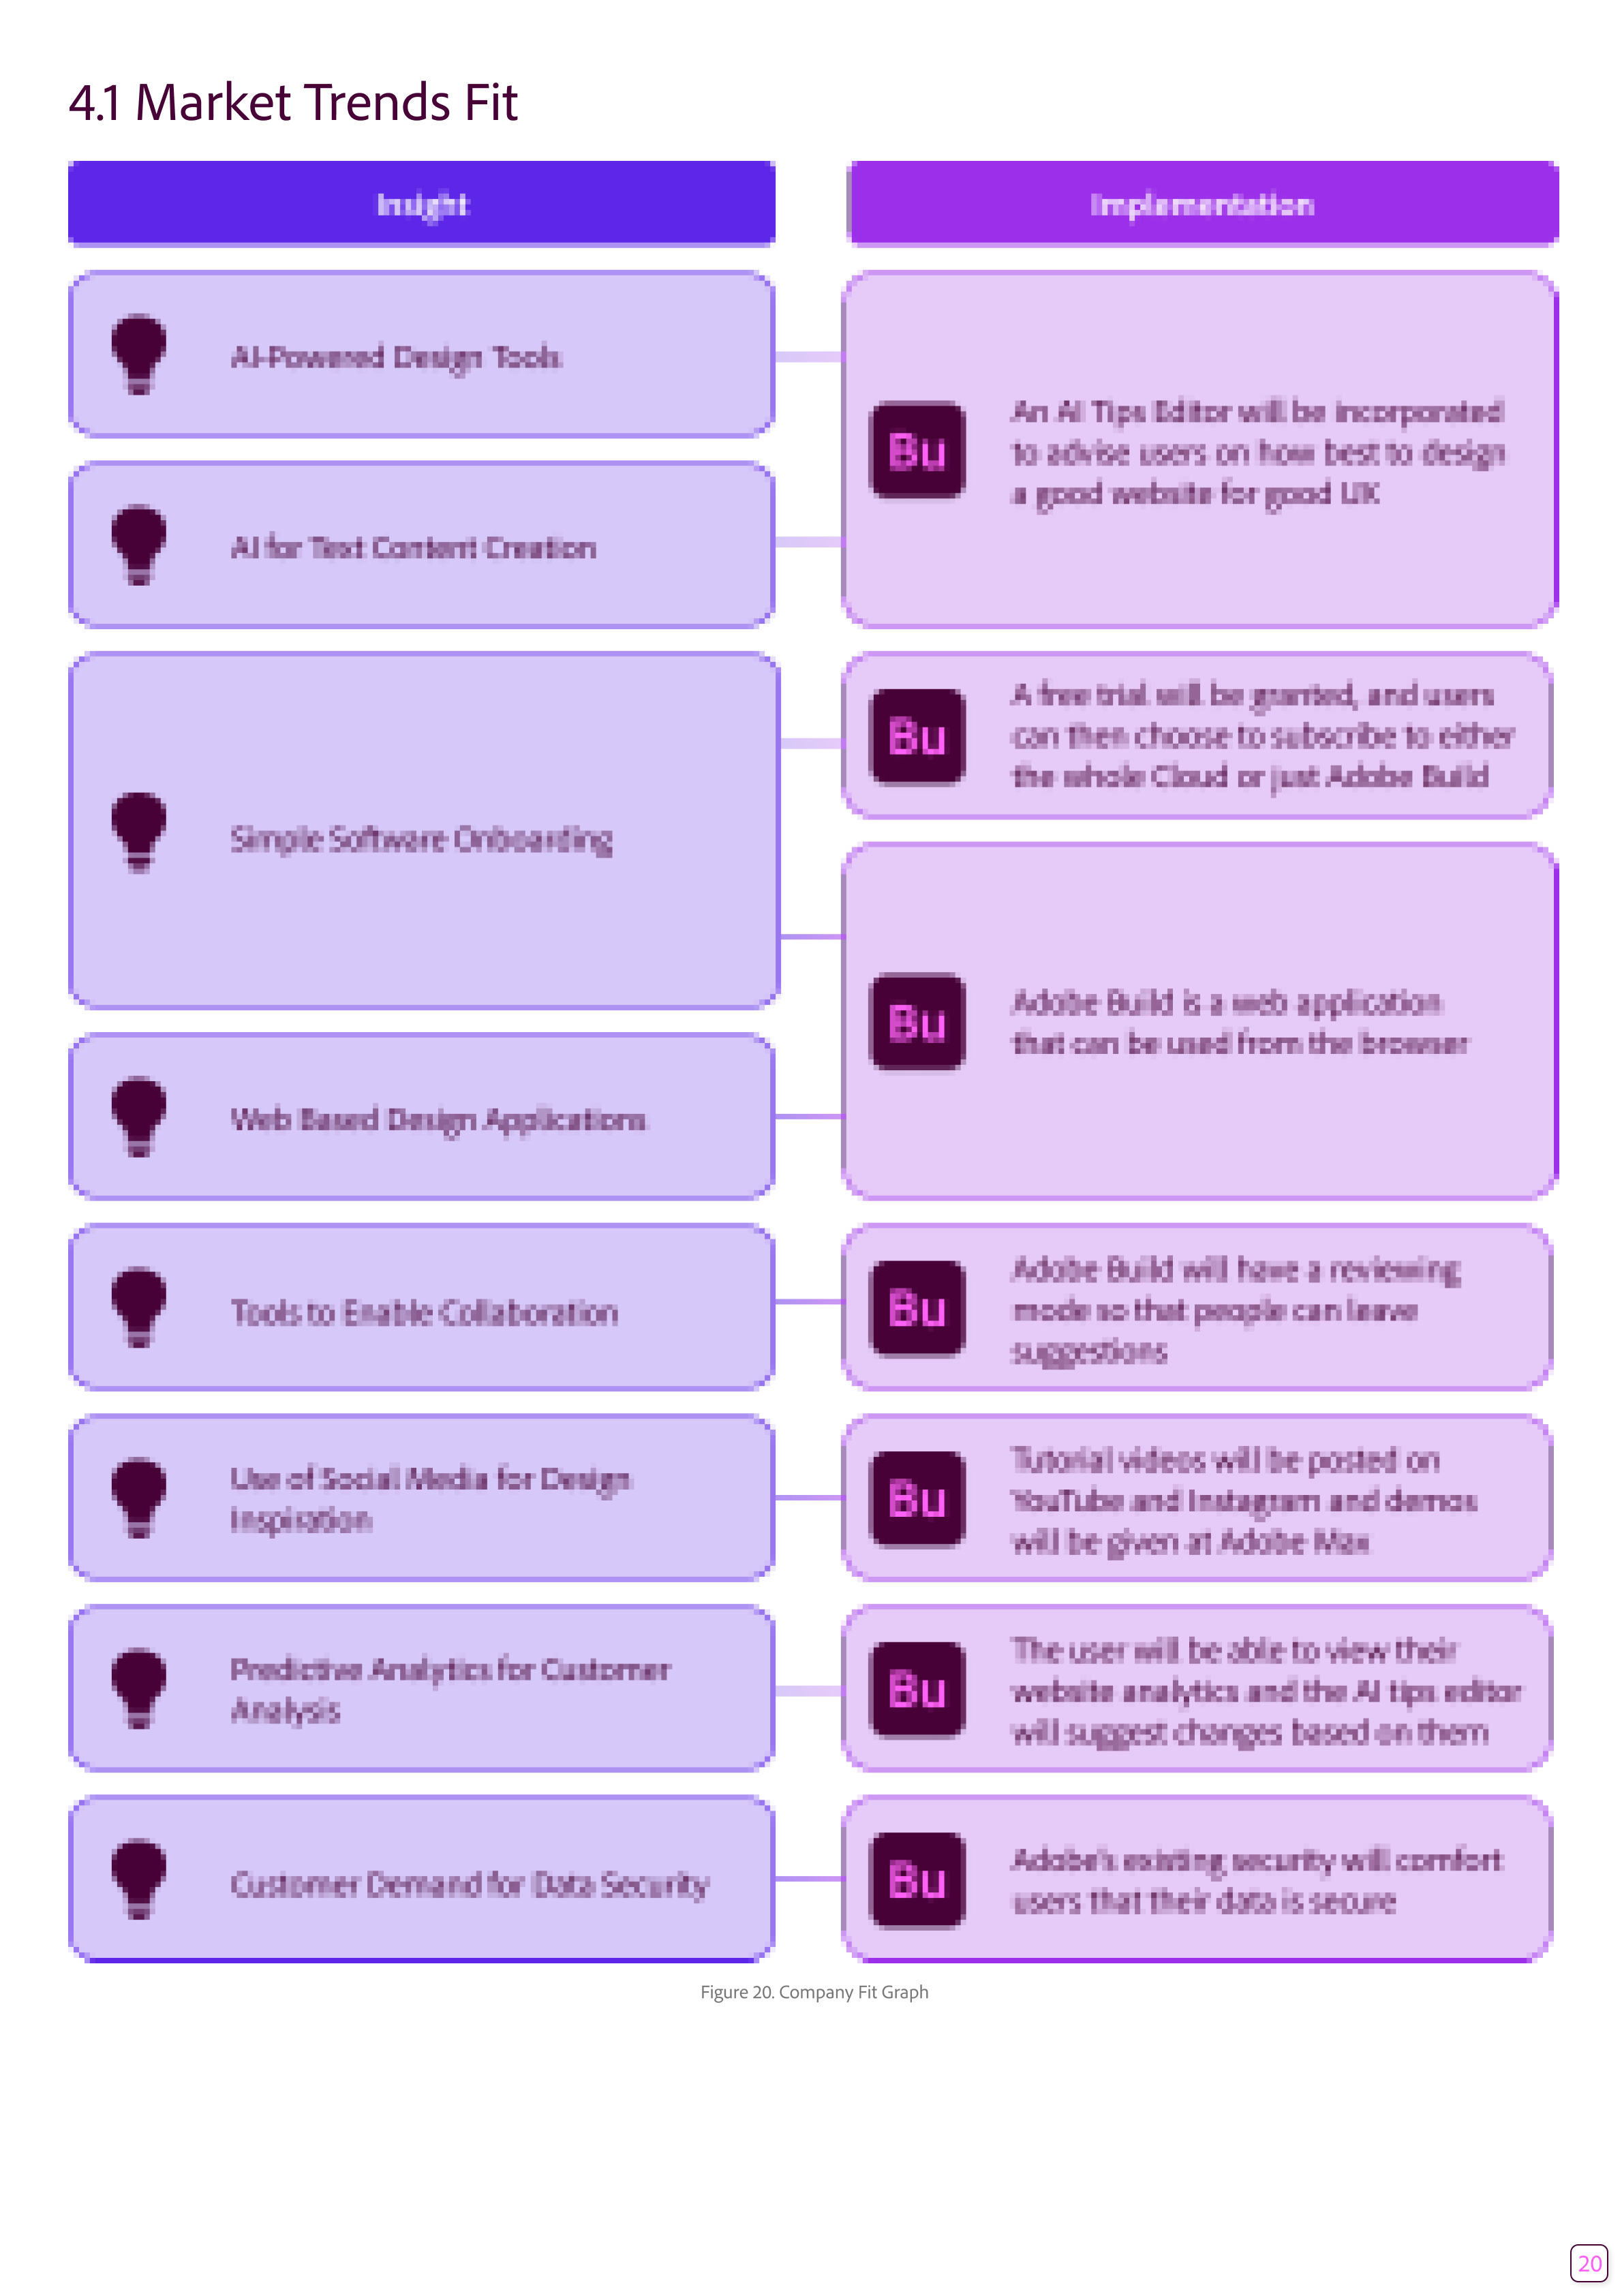 4.1 Market Trends Fit
Insight
Implementation
AI-Powered Design Tools
AI for Text Content Creation
Bu
An AI Tips Editor will be incorporated
to advise users on how best to design
a good website for good UX
Simple Software Onboarding
Bu
A free trial will be granted, and users
can then choose to subscribe to either
the whole Cloud or just Adobe Build
Web Based Design Applications
Bu
Adobe Build is a web application
that can be used from the browser
Tools to Enable Collaboration
Bu
Adobe Build will have a reviewing
mode so that people can leave
suggestions
Use of Social Media for Design
Inspiration
Bu
Tutorial videos will be posted on
YouTube and Instagram and demos
will be given at Adobe Max
Predictive Analytics for Customer
Analysis
Bu
The user will be able to view their
website analytics and the AI tips editor
will suggest changes based on them
Customer Demand for Data Security
Bu
Adobe's existing security will comfort
users that their data is secure
Figure 20. Company Fit Graph
20